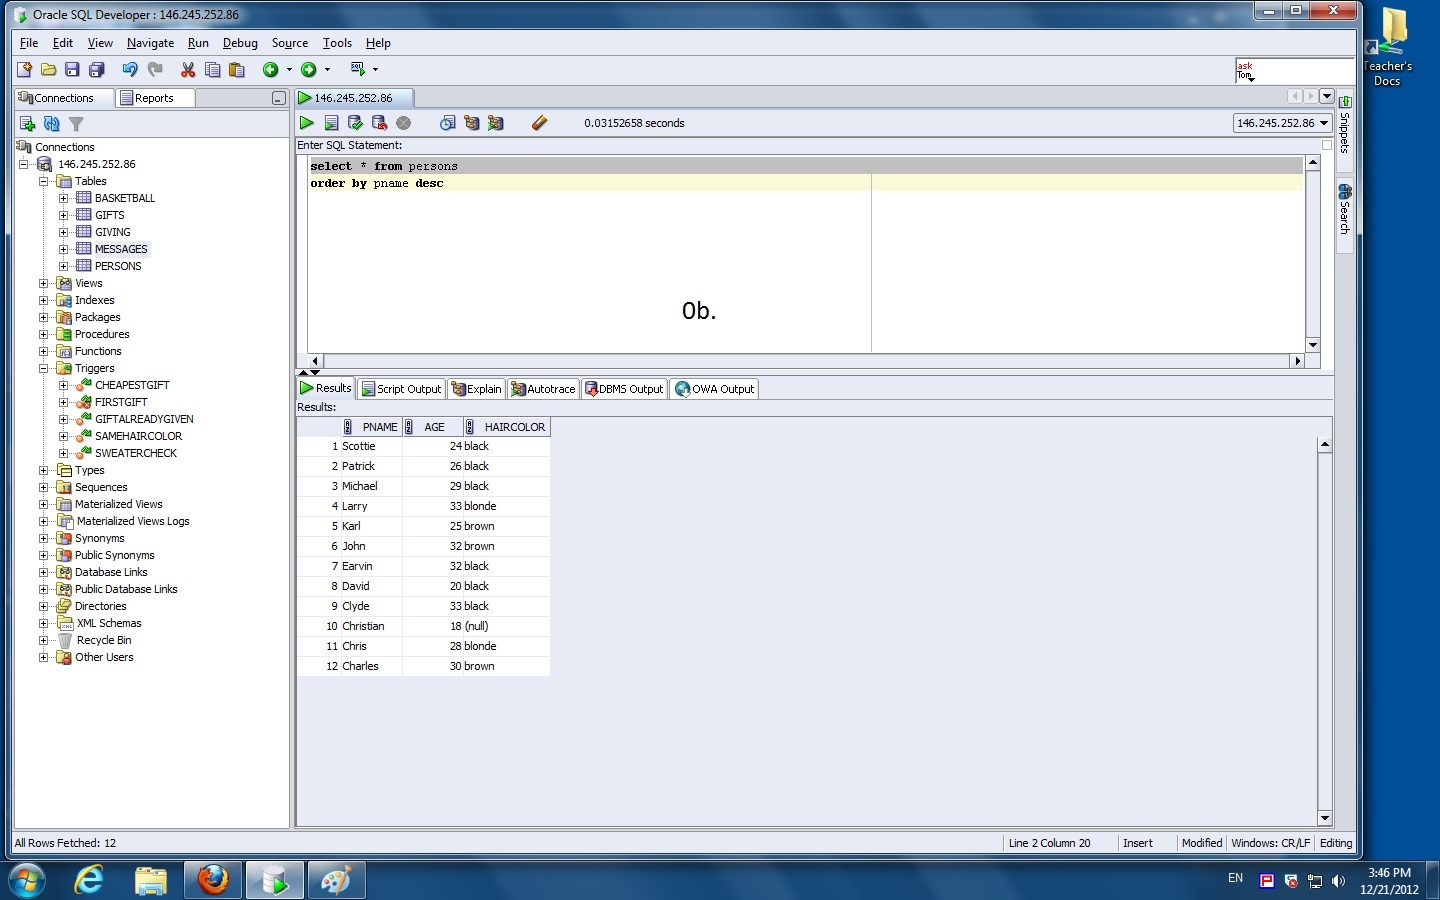 Oracle SQL Developer : 146.245.252.86
File Edit View Navigate Run Debug Source Tools Help
ask
Tom
Teacher's
Docs
Connections Reports
146.245.252.86
0.03152658 seconds
146.245.252.86
Enter SQL Statement:
select * from persons
order by pname desc
0b.
Snippets
Search
Connections
146.245.252.86
Tables
BASKETBALL
GIFTS
GIVING
MESSAGES
PERSONS
Views
Indexes
Packages
Procedures
Functions
Triggers
CHEAPESTGIFT
FIRSTGIFT
GIFTALREADYGIVEN
SAMEHAIRCOLOR
SWEATERCHECK
Types
Sequences
Materialized Views
Materialized Views Logs
Synonyms
Public Synonyms
Database Links
Public Database Links
Directories
XML Schemas
Recycle Bin
Other Users
Results Script Output Explain Autotrace DBMS Output OWA Output
Results:
PNAME AGE HAIRCOLOR
1 Scottie 24 black
2 Patrick 26 black
3 Michael 29 black
4 Larry 33 blonde
5 Karl 25 brown
6 John 32 brown
7 Earvin 32 black
8 David 20 black
9 Clyde 33 black
10 Christian 18 (null)
11 Chris 28 blonde
12 Charles 30 brown
All Rows Fetched: 12
Line 2 Column 20 Insert Modified Windows: CR/LF Editing
EN
3:46 PM
12/21/2012